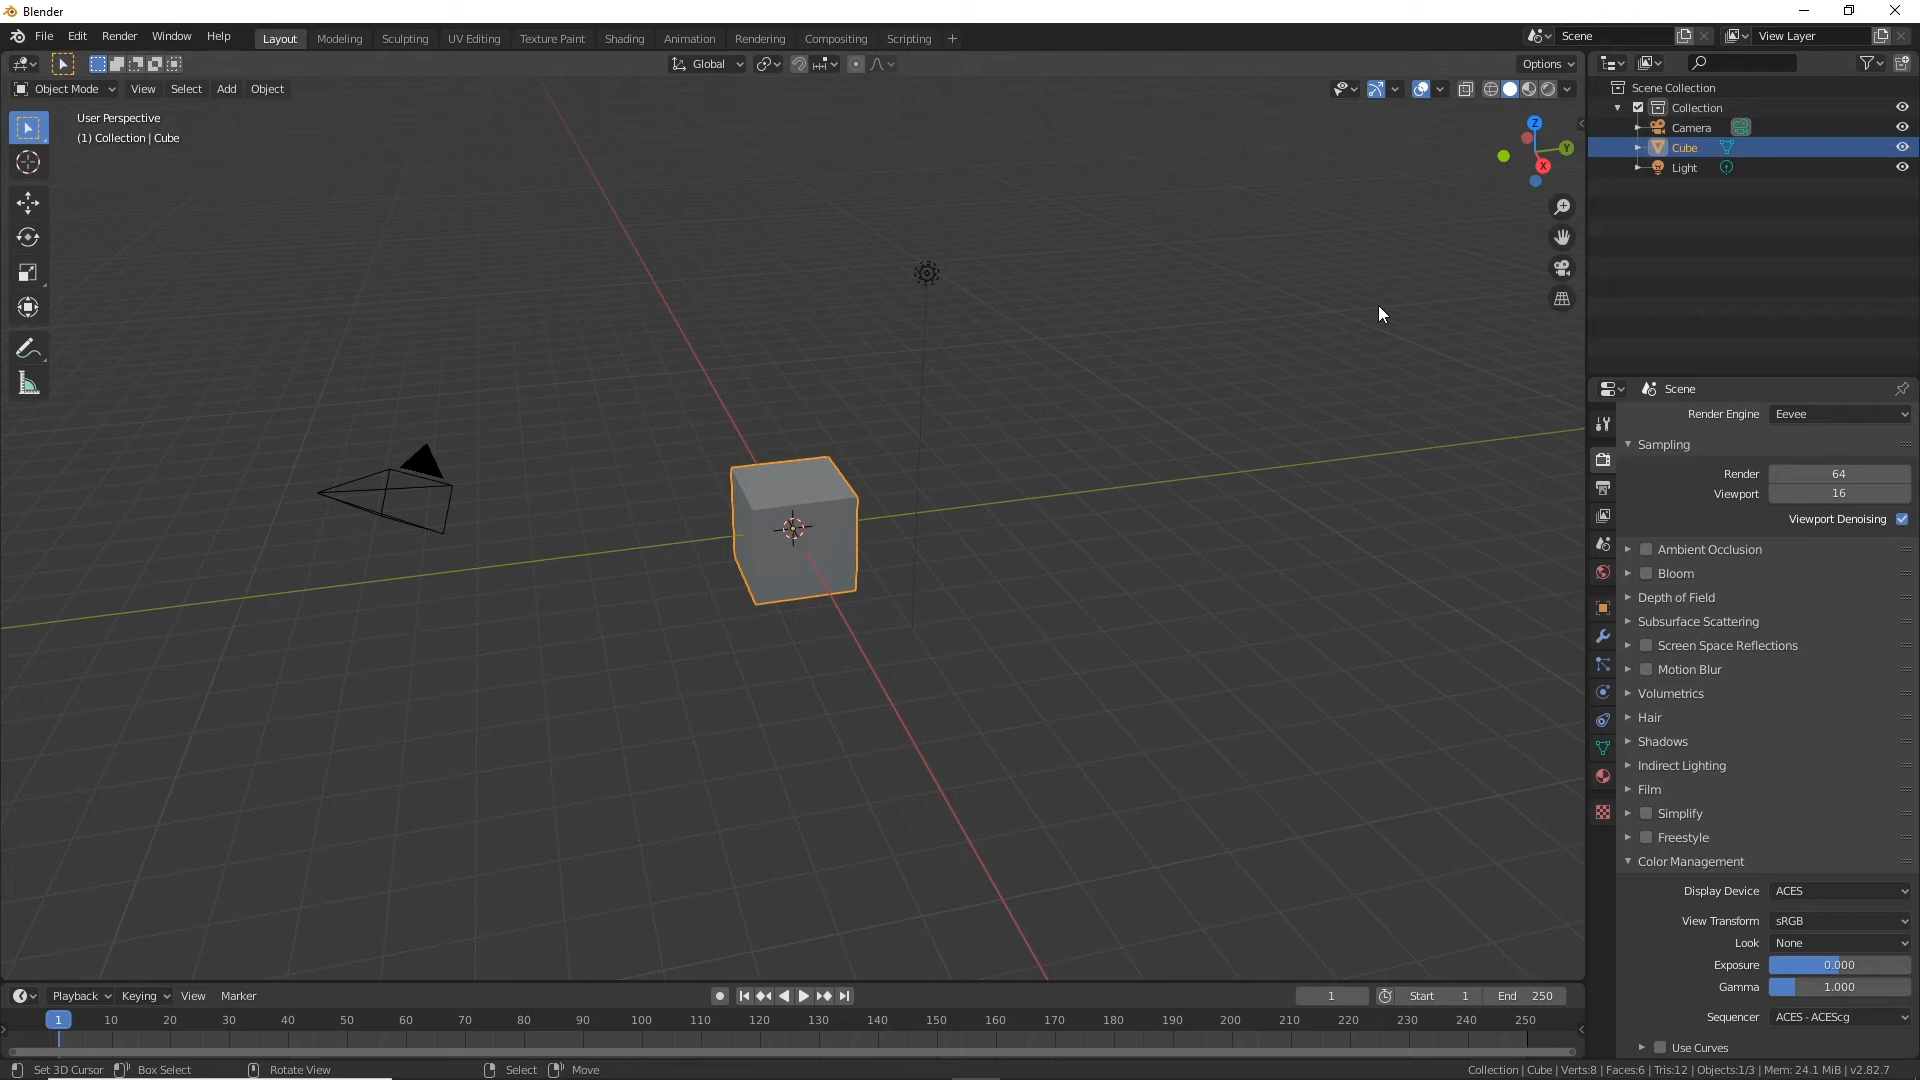 Blender
File Edit Render Window Help Layout Modeling Sculpting UV Editing Texture Paint Shading Animation Rendering Compositing Scripting + Scene View Layer
Global Options
Object Mode View Select Add Object
User Perspective
(1) Collection | Cube
Z
Y
X
Scene Collection
Collection
Camera
Cube
Light
Scene
Render Engine Eevee
Sampling
Render 64
Viewport 16
Viewport Denoising
Ambient Occlusion
Bloom
Depth of Field
Subsurface Scattering
Screen Space Reflections
Motion Blur
Volumetrics
Hair
Shadows
Indirect Lighting
Film
Simplify
Freestyle
Color Management
Display Device ACES
View Transform sRGB
Look None
Exposure 0.000
Gamma 1.000
Sequencer ACES - ACEScg
Use Curves
Playback Keying View Marker 1 Start 1 End 250
1 10 20 30 40 50 60 70 80 90 100 110 120 130 140 150 160 170 180 190 200 210 220 230 240 250
Set 3D Cursor Box Select Rotate View Select Move Collection | Cube | Verts:8 | Faces:6 | Tris:12 | Objects:1/3 | Mem: 24.1 MiB | v2.82.7